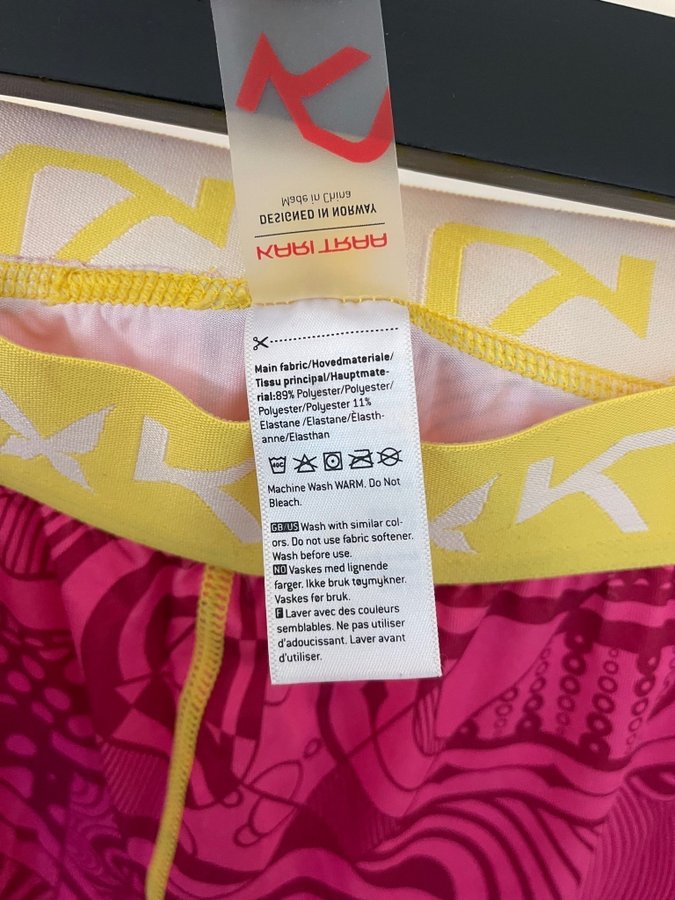 Made in China
DESIGNED IN NORWAY
KARI TRAA
Main fabric/Hovedmateriale/
Tissu principal/Hauptmate-
rial:89% Polyester/Polyester/
Polyester/Polyester 11%
Elastane /Elastane/Èlasth-
anne/Elasthan
40C
Machine Wash WARM. Do Not
Bleach.
GB/US Wash with similar col-
ors. Do not use fabric softener.
Wash before use.
NO Vaskes med lignende
farger. Ikke bruk tøymykner.
Vaskes før bruk.
F Laver avec des couleurs
semblables. Ne pas utiliser
d'adoucissant. Laver avant
d'utiliser.